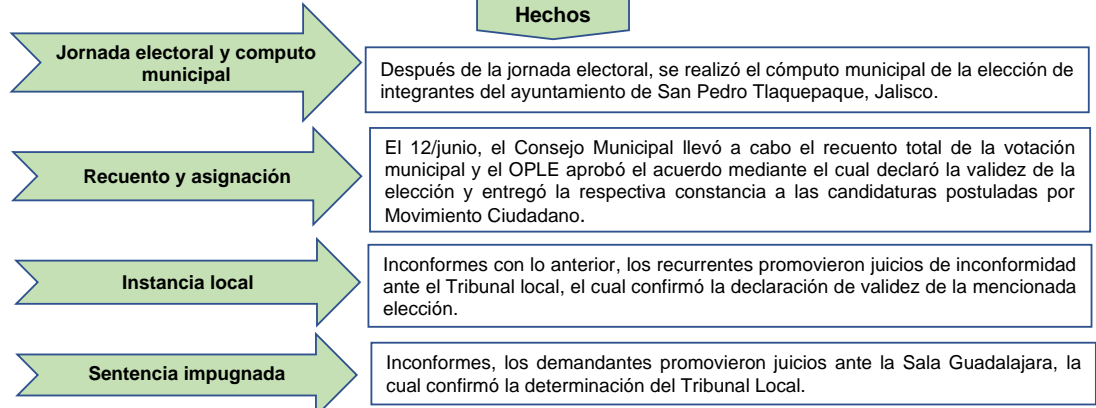 Hechos
Jornada electoral y computo
municipal
Después de la jornada electoral, se realizó el cómputo municipal de la elección de
integrantes del ayuntamiento de San Pedro Tlaquepaque, Jalisco.
Recuento y asignación
El 12/junio, el Consejo Municipal llevó a cabo el recuento total de la votación
municipal y el OPLE aprobó el acuerdo mediante el cual declaró la validez de la
elección y entregó la respectiva constancia a las candidaturas postuladas por
Movimiento Ciudadano.
Instancia local
Inconformes con lo anterior, los recurrentes promovieron juicios de inconformidad
ante el Tribunal local, el cual confirmó la declaración de validez de la mencionada
elección.
Sentencia impugnada
Inconformes, los demandantes promovieron juicios ante la Sala Guadalajara, la
cual confirmó la determinación del Tribunal Local.